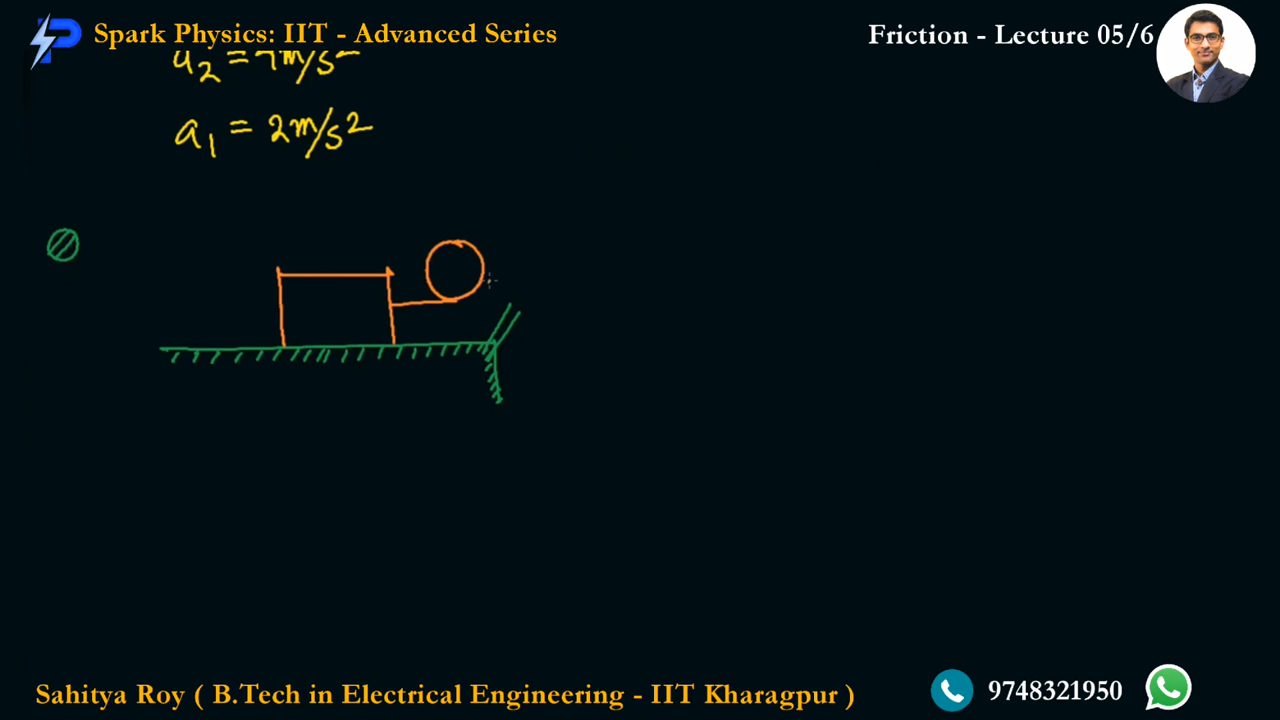 Spark Physics: IIT - Advanced Series
Friction - Lecture 05/6
a₁ = 2m/s²
Sahitya Roy ( B.Tech in Electrical Engineering - IIT Kharagpur )
9748321950